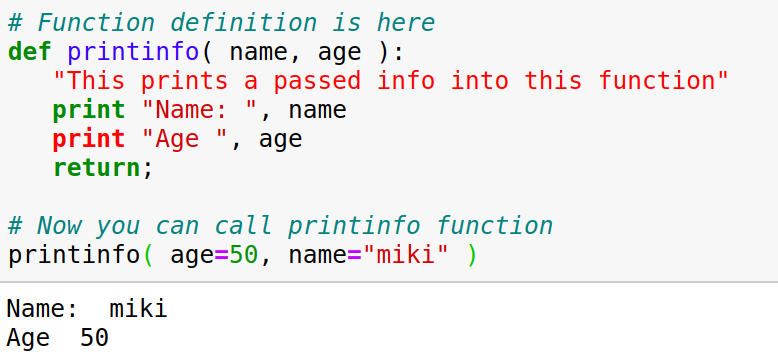 # Function definition is here
def printinfo( name, age ):
   "This prints a passed info into this function"
   print "Name: ", name
   print "Age ", age
   return;

# Now you can call printinfo function
printinfo( age=50, name="miki" )
Name:  miki
Age  50